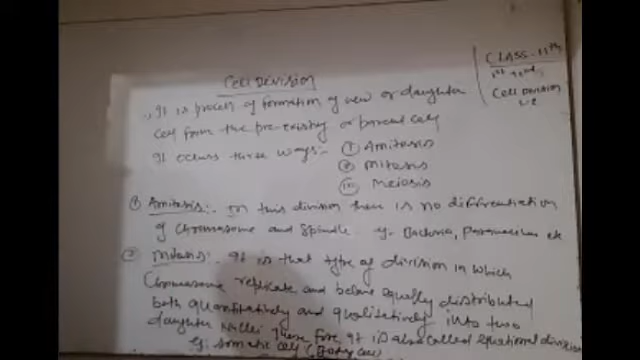 CLASS-11th
Cell Division
Cell Division
It is process of formation of new or daughter
cell from the pre-existing or parent cell
It occurs three ways:- (i) Amitosis
(ii) Mitosis
(iii) Meiosis
(1) Amitosis:- In this division there is no differentiation
of chromosome and spindle. eg- Bacteria, Paramecium etc
(2) Mitosis:- It is that type of division in which
Chromosome replicate and become equally distributed
both quantitatively and qualitatively into two
daughter nuclei There fore It is also called equational division
eg: somatic cell (Body cell